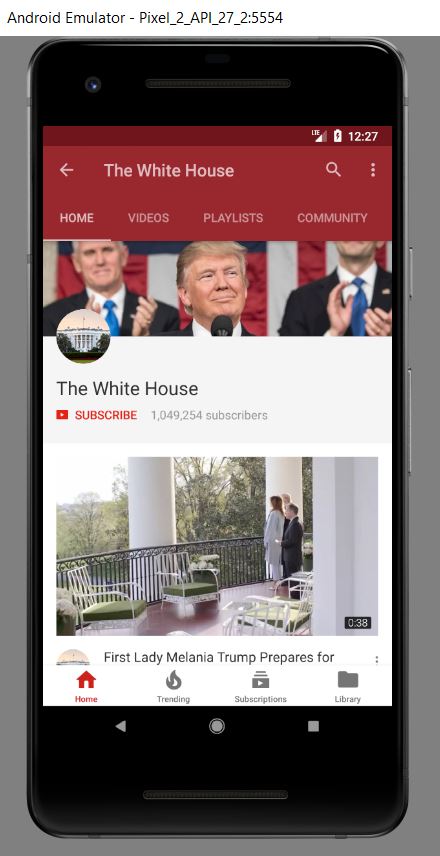 Android Emulator - Pixel_2_API_27_2:5554
LTE 12:27
The White House
HOME VIDEOS PLAYLISTS COMMUNITY
The White House
SUBSCRIBE 1,049,254 subscribers
0:38
First Lady Melania Trump Prepares for
Home Trending Subscriptions Library